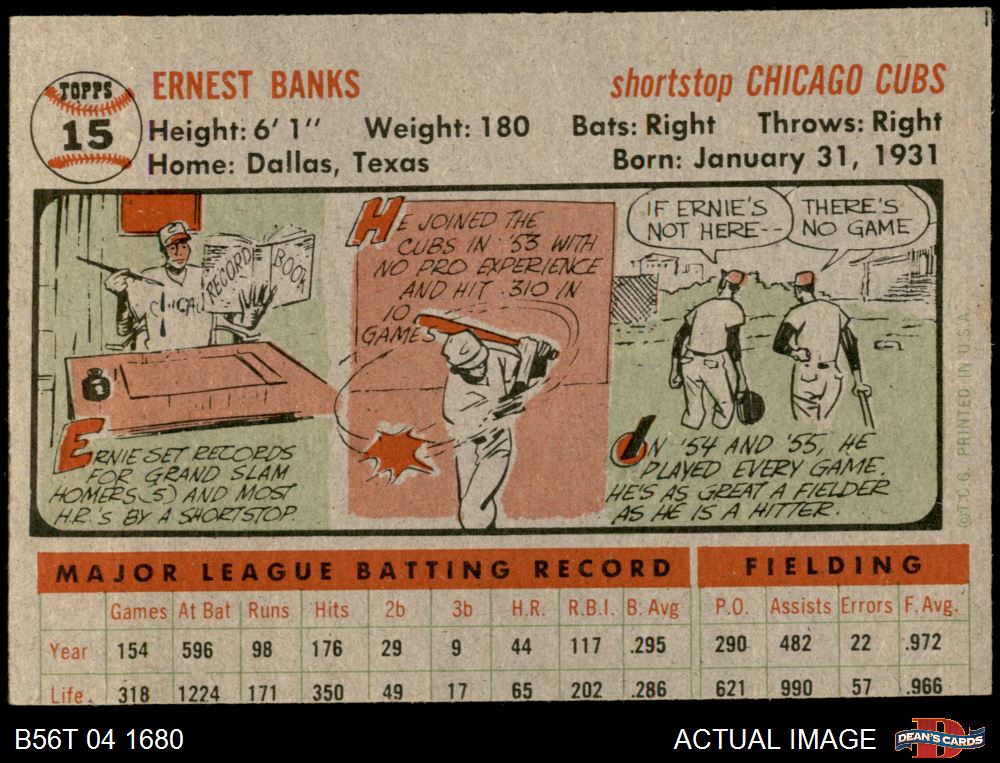 TOPPS
15
ERNEST BANKS
shortstop CHICAGO CUBS
Height: 6' 1" Weight: 180 Bats: Right Throws: Right
Home: Dallas, Texas Born: January 31, 1931
RECORD BOOK
CHICA
ERNIE SET RECORDS
FOR GRAND SLAM
HOMERS (5) AND MOST
H.R.'S BY A SHORTSTOP.
HE JOINED THE
CUBS IN '53 WITH
NO PRO EXPERIENCE
AND HIT .310 IN
10
GAMES
IF ERNIE'S
NOT HERE--
THERE'S
NO GAME
IN '54 AND '55, HE
PLAYED EVERY GAME.
HE'S AS GREAT A FIELDER
AS HE IS A HITTER.
©T.C.G. PRINTED IN U.S.A.
MAJOR LEAGUE BATTING RECORD FIELDING
Games At Bat Runs Hits 2b 3b H.R. R.B.I. B. Avg P.O. Assists Errors F. Avg.
Year 154 596 98 176 29 9 44 117 .295 290 482 22 .972
Life. 318 1224 171 350 49 17 65 202 .286 621 990 57 .966
B56T 04 1680
ACTUAL IMAGE
DEAN'S CARDS